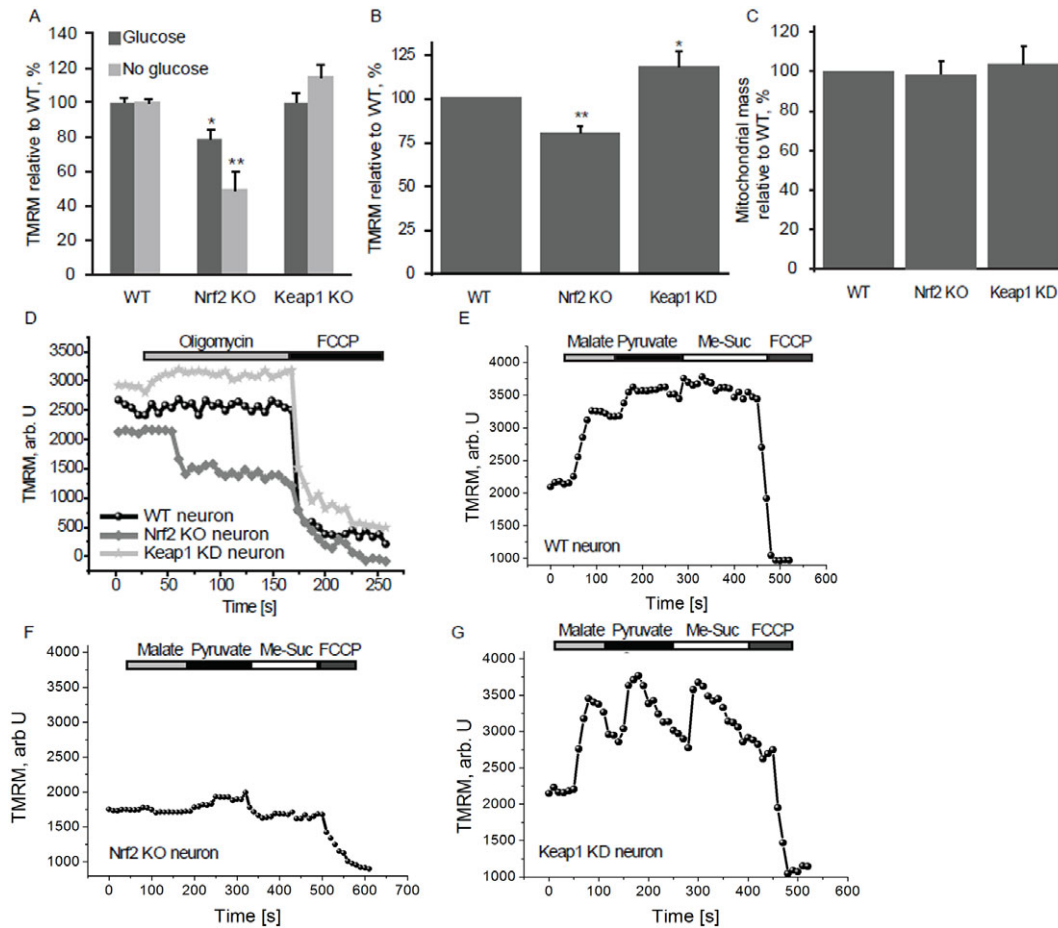 A
TMRM relative to WT, %
140
120
100
80
60
40
20
0
Glucose
No glucose
*
**
WT
Nrf2 KO
Keap1 KO
B
TMRM relative to WT, %
125
100
75
50
25
0
**
*
WT
Nrf2 KO
Keap1 KD
C
Mitochondrial mass
relative to WT, %
120
100
80
60
40
20
0
WT
Nrf2 KO
Keap1 KD
D
Oligomycin
FCCP
TMRM, arb. U
3500
3000
2500
2000
1500
1000
500
0
WT neuron
Nrf2 KO neuron
Keap1 KD neuron
0 50 100 150 200 250
Time [s]
E
Malate Pyruvate Me-Suc FCCP
TMRM, arb. U
4000
3500
3000
2500
2000
1500
1000
WT neuron
0 100 200 300 400 500 600
Time [s]
F
Malate Pyruvate Me-Suc FCCP
TMRM, arb U
4000
3500
3000
2500
2000
1500
1000
Nrf2 KO neuron
0 100 200 300 400 500 600 700
Time [s]
G
Malate Pyruvate Me-Suc FCCP
TMRM, arb. U
4000
3500
3000
2500
2000
1500
1000
Keap1 KD neuron
0 100 200 300 400 500 600
Time [s]